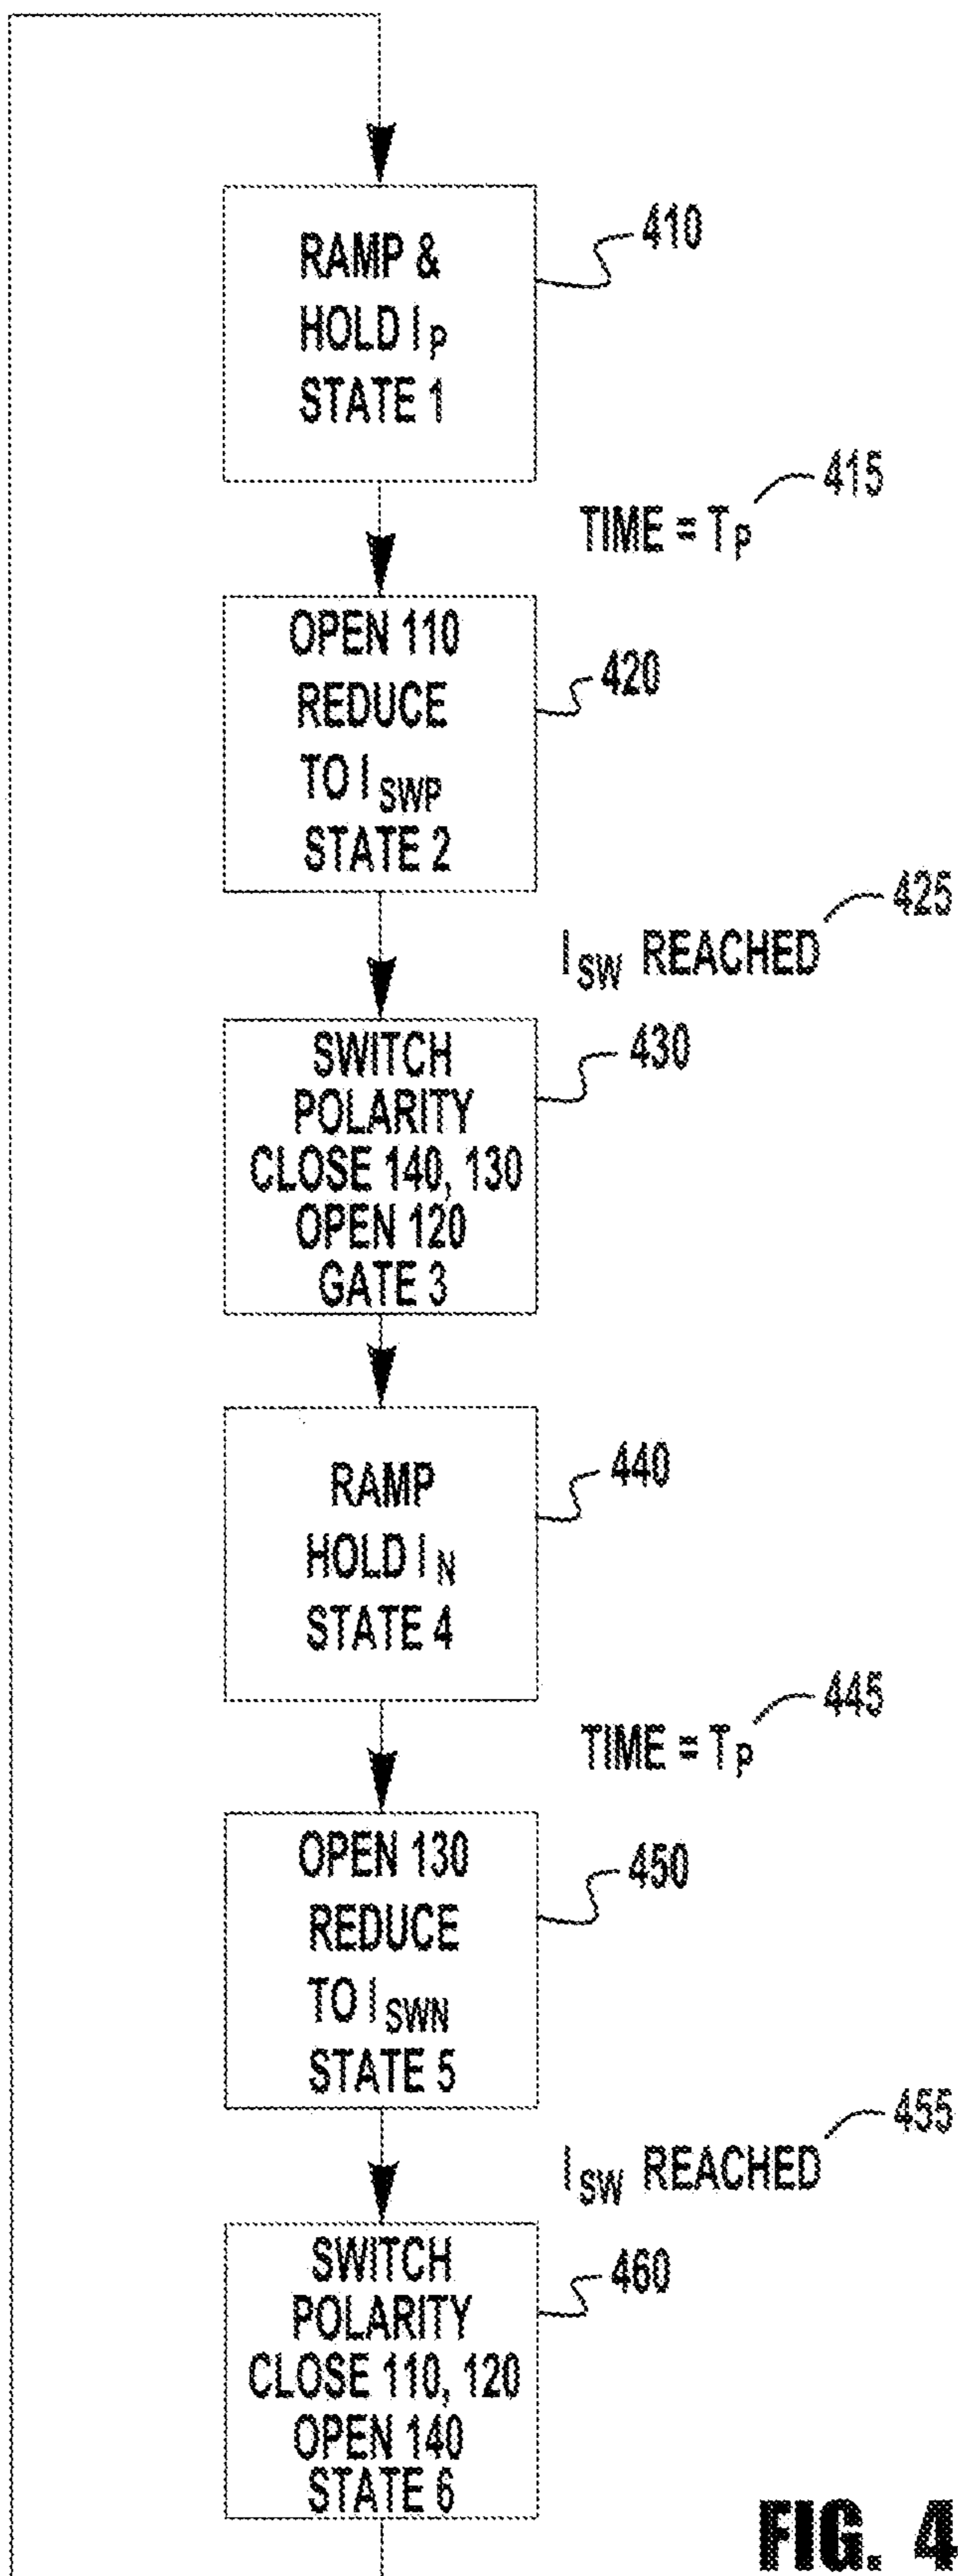 RAMP &
HOLD I P
STATE 1
410
TIME = T P
415
OPEN 110
REDUCE
TO I SWP
STATE 2
420
I SW REACHED
425
SWITCH
POLARITY
CLOSE 140, 130
OPEN 120
GATE 3
430
RAMP
HOLD I N
STATE 4
440
TIME = T P
445
OPEN 130
REDUCE
TO I SWN
STATE 5
450
I SW REACHED
455
SWITCH
POLARITY
CLOSE 110, 120
OPEN 140
STATE 6
460
FIG. 4